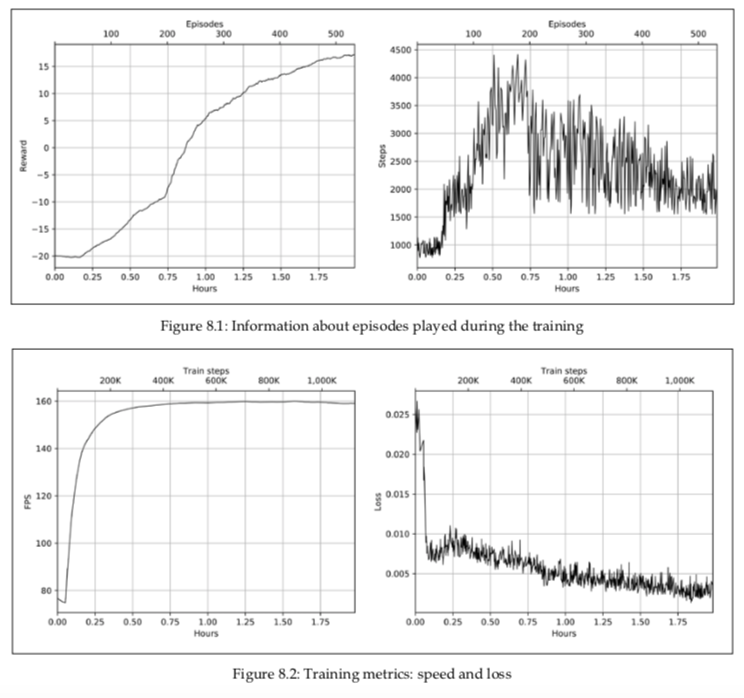 Episodes
100 200 300 400 500
15
10
5
0
−5
−10
−15
−20
Reward
0.00 0.25 0.50 0.75 1.00 1.25 1.50 1.75
Hours
Episodes
100 200 300 400 500
4500
4000
3500
3000
2500
2000
1500
1000
Steps
0.00 0.25 0.50 0.75 1.00 1.25 1.50 1.75
Hours
Figure 8.1: Information about episodes played during the training
Train steps
200K 400K 600K 800K 1,000K
160
140
120
100
80
FPS
0.00 0.25 0.50 0.75 1.00 1.25 1.50 1.75
Hours
Train steps
200K 400K 600K 800K 1,000K
0.025
0.020
0.015
0.010
0.005
Loss
0.00 0.25 0.50 0.75 1.00 1.25 1.50 1.75
Hours
Figure 8.2: Training metrics: speed and loss